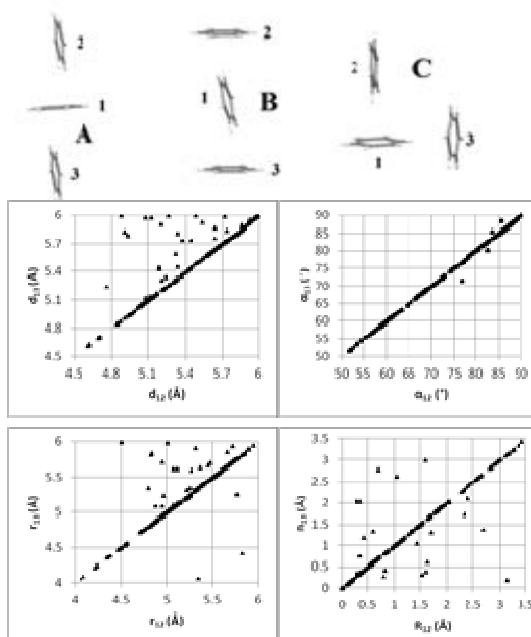 2
1
A
3
2
1
B
3
2
C
1
3
6
5.7
5.4
5.1
4.8
4.5
d₁₃ (Å)
4.5 4.8 5.1 5.4 5.7 6
d₁₂ (Å)
90
85
80
75
70
65
60
55
50
α₁₃ (°)
50 55 60 65 70 75 80 85 90
α₁₂ (°)
6
5.5
5
4.5
4
r₁₃ (Å)
4 4.5 5 5.5 6
r₁₂ (Å)
3.5
3
2.5
2
1.5
1
0.5
0
(Å)
0 0.5 1 1.5 2 2.5 3 3.5
R₁₂ (Å)